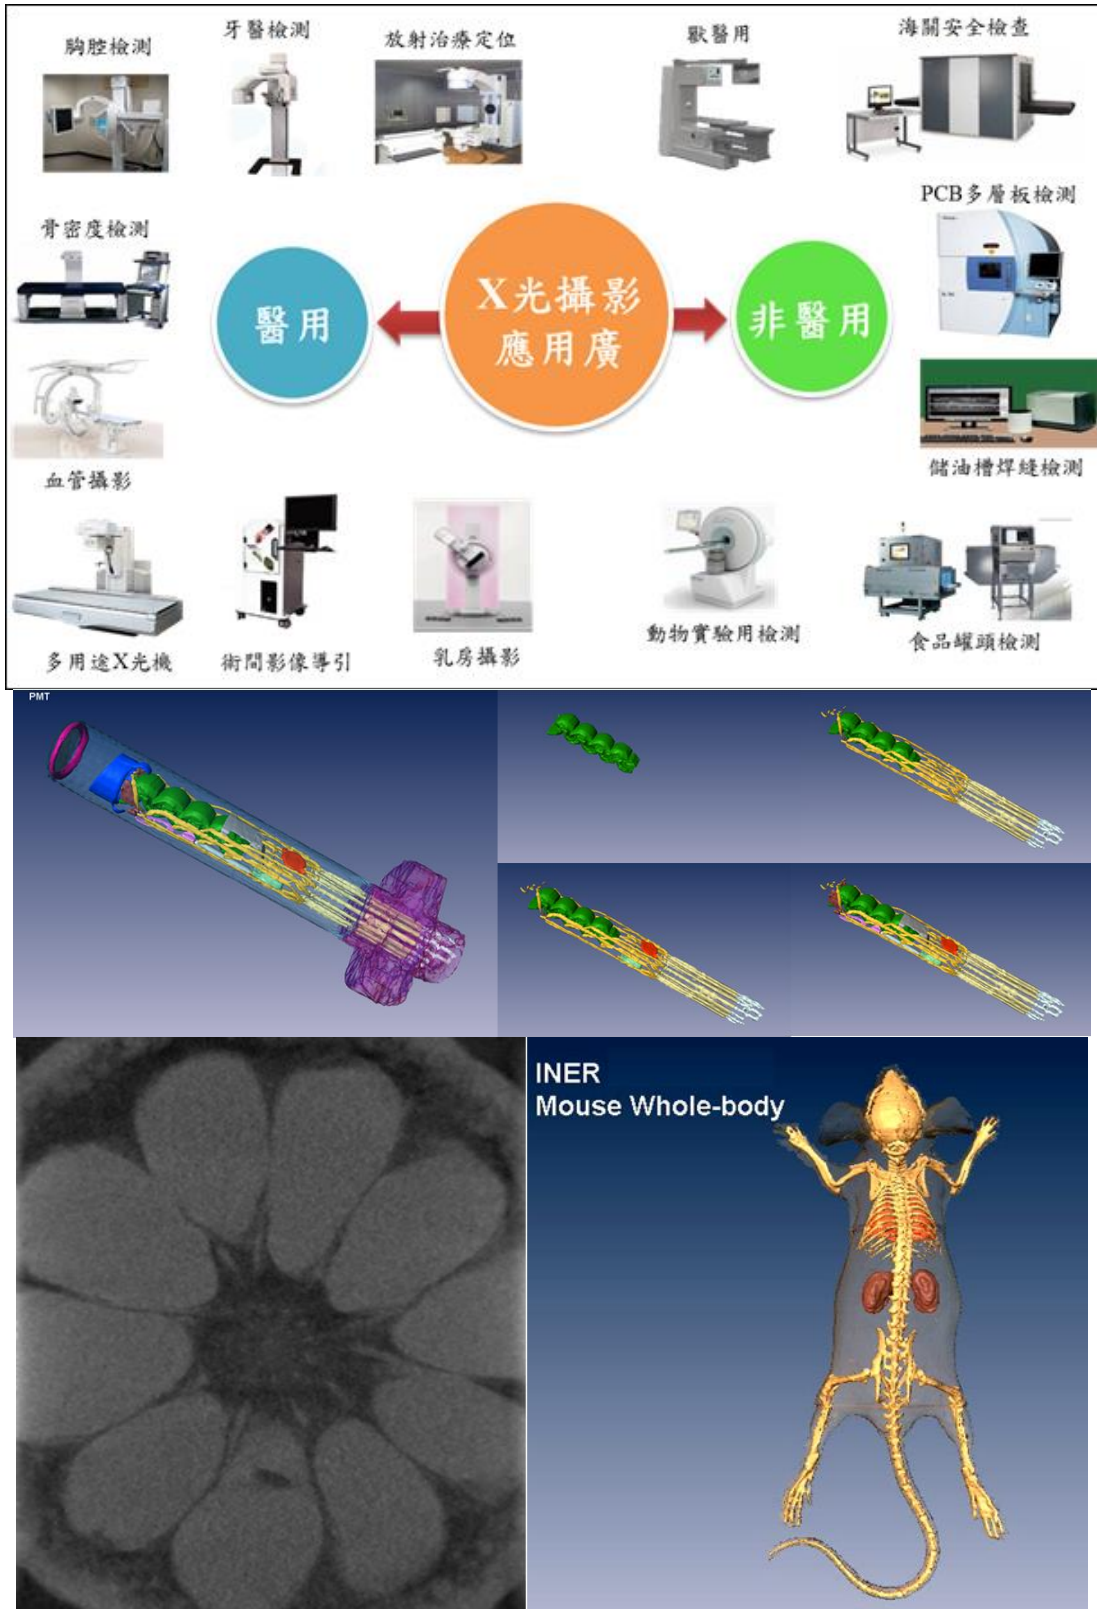 胸腔檢測
牙醫檢測
放射治療定位
獸醫用
海關安全檢查
骨密度檢測
PCB多層板檢測
醫用
X光攝影
應用廣
非醫用
血管攝影
儲油槽焊縫檢測
多用途X光機
術間影像導引
乳房攝影
動物實驗用檢測
食品罐頭檢測
PMT
INER
Mouse Whole-body